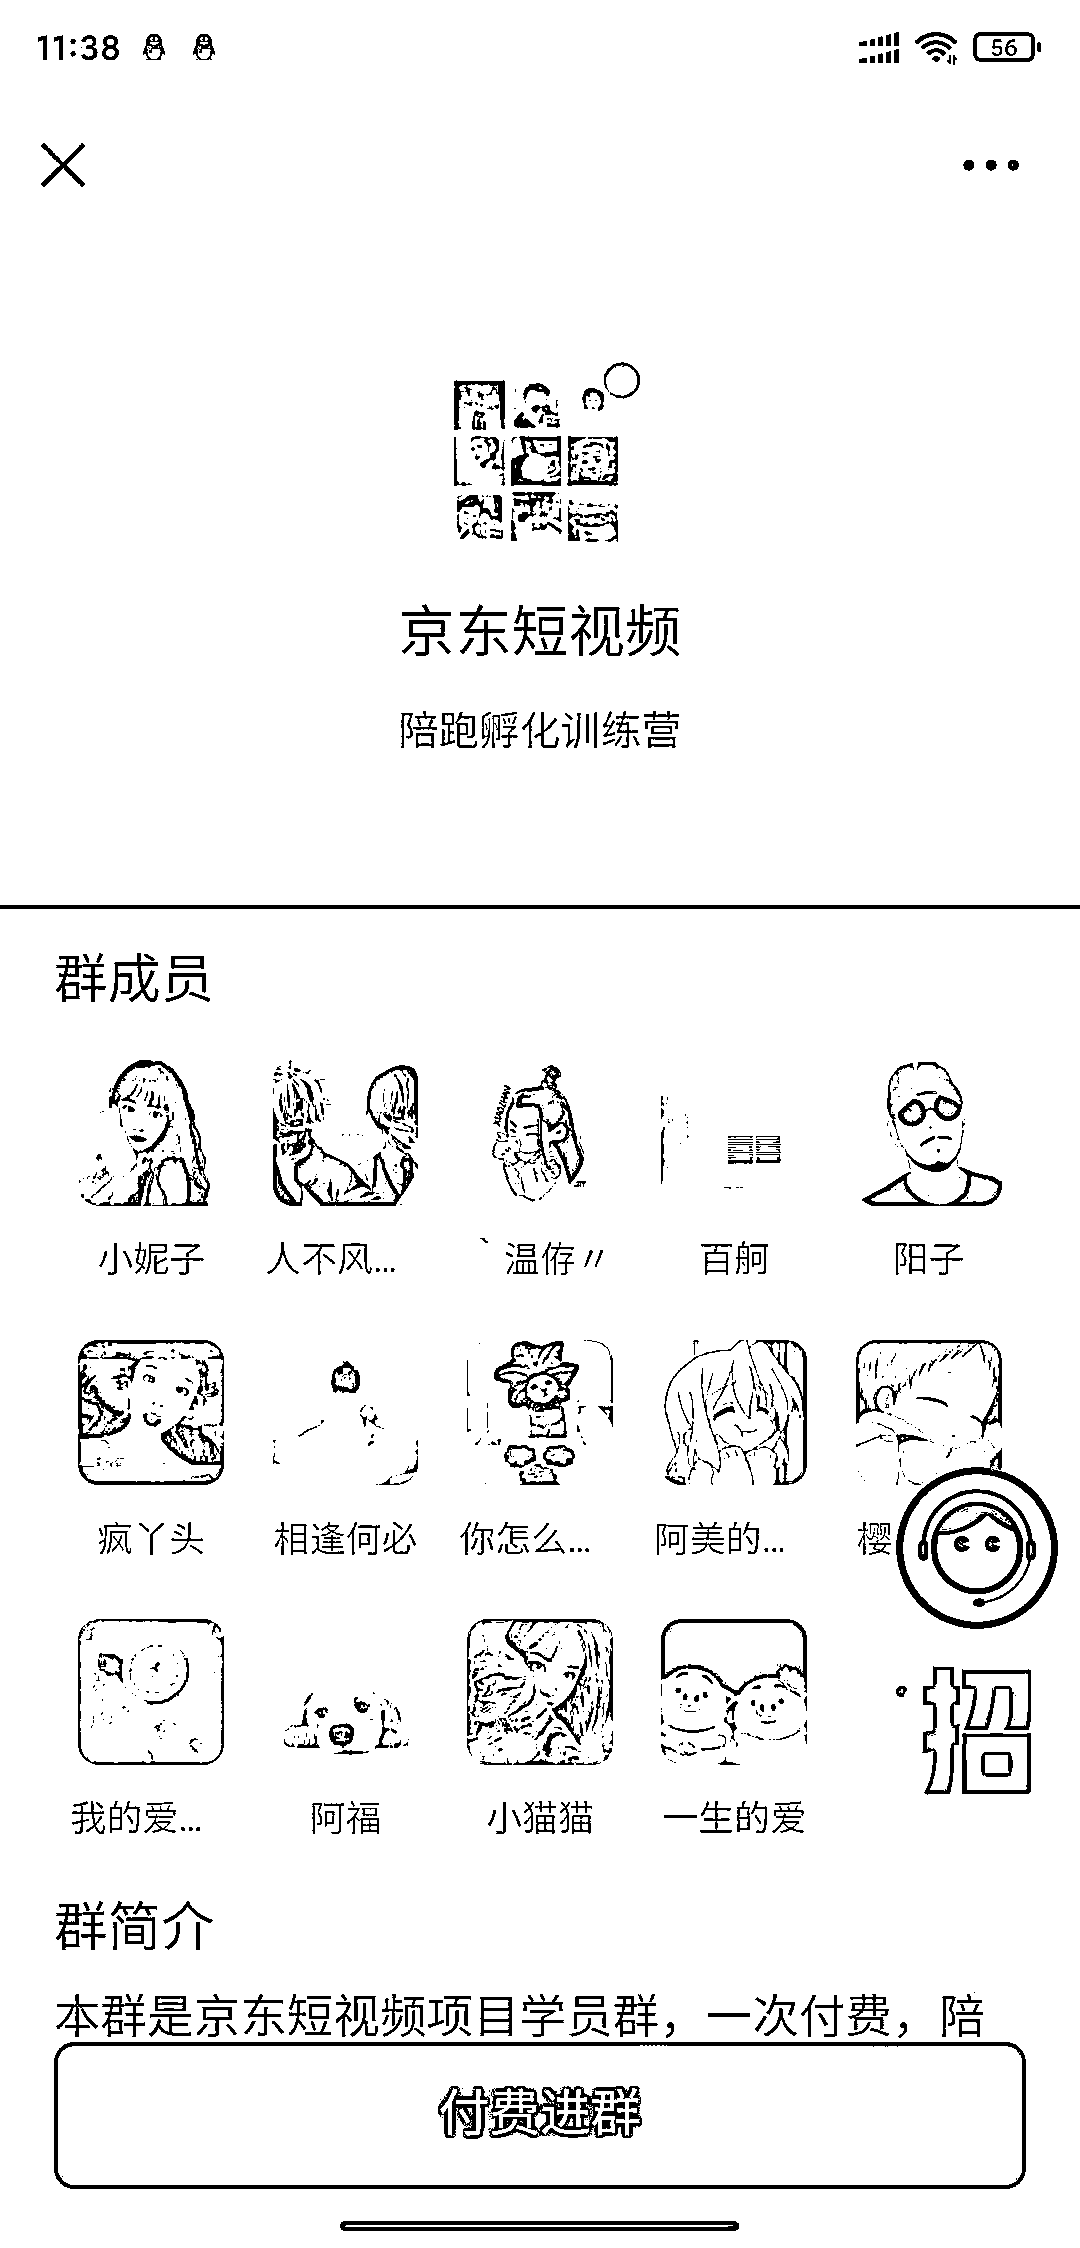 11:38
56
京东短视频
陪跑孵化训练营
群成员
小妮子 人不风... `温侟〃 百舸 阳子
疯丫头 相逢何必 你怎么... 阿美的... 樱
招
我的爱... 阿福 小猫猫 一生的爱
群简介
本群是京东短视频项目学员群，一次付费，陪
付费进群